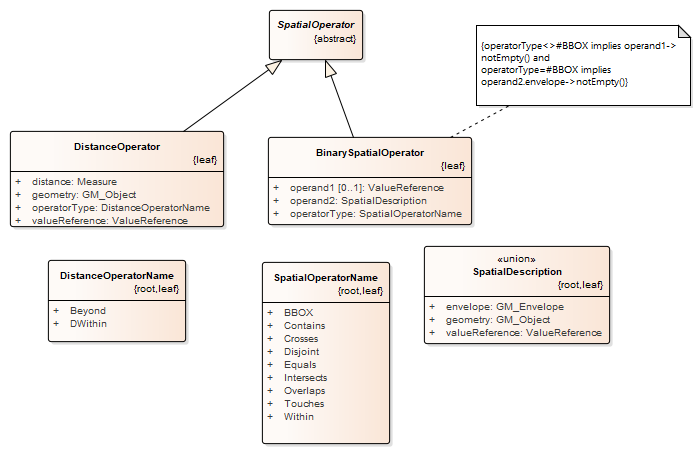 SpatialOperator
{abstract}
{operatorType<>#BBOX implies operand1->
notEmpty() and
operatorType=#BBOX implies
operand2.envelope->notEmpty()}
DistanceOperator
{leaf}
+ distance: Measure
+ geometry: GM_Object
+ operatorType: DistanceOperatorName
+ valueReference: ValueReference
BinarySpatialOperator
{leaf}
+ operand1 [0..1]: ValueReference
+ operand2: SpatialDescription
+ operatorType: SpatialOperatorName
DistanceOperatorName
{root,leaf}
+ Beyond
+ DWithin
SpatialOperatorName
{root,leaf}
+ BBOX
+ Contains
+ Crosses
+ Disjoint
+ Equals
+ Intersects
+ Overlaps
+ Touches
+ Within
«union»
SpatialDescription
{root,leaf}
+ envelope: GM_Envelope
+ geometry: GM_Object
+ valueReference: ValueReference